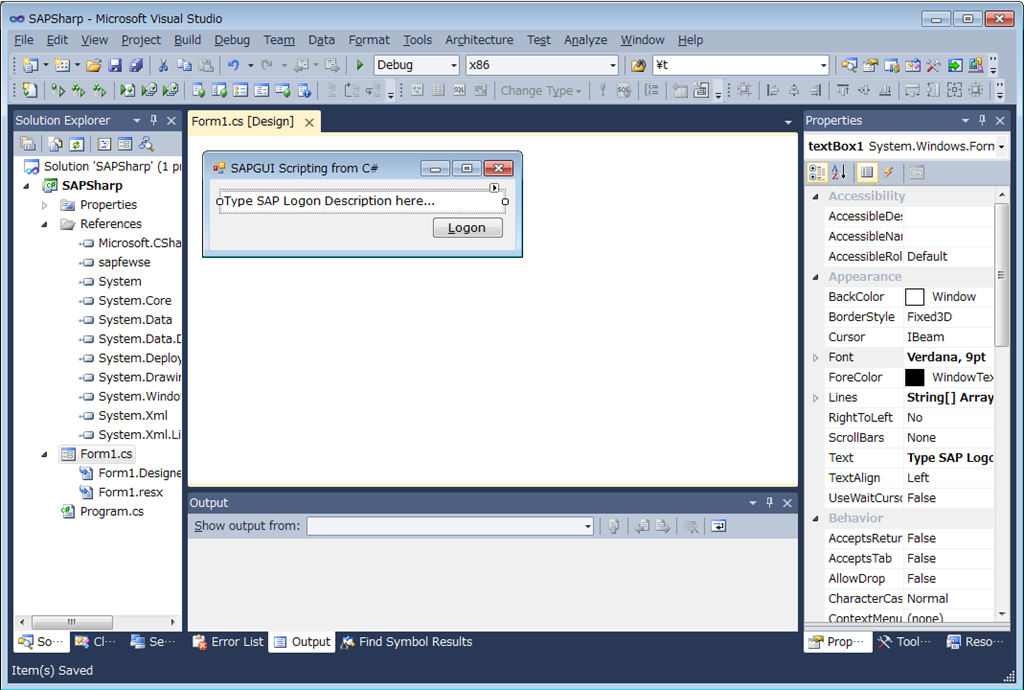 SAPSharp - Microsoft Visual Studio
File Edit View Project Build Debug Team Data Format Tools Architecture Test Analyze Window Help
Debug x86 ¥t
Change Type
Solution Explorer
Solution 'SAPSharp' (1 pr
SAPSharp
Properties
References
Microsoft.CSha
sapfewse
System
System.Core
System.Data
System.Data.D
System.Deploy
System.Drawin
System.Windo
System.Xml
System.Xml.Li
Form1.cs
Form1.Designe
Form1.resx
Program.cs
So... Cl... Se...
Form1.cs [Design]
SAPGUI Scripting from C#
Type SAP Logon Description here...
Logon
Output
Show output from:
Error List Output Find Symbol Results
Properties
textBox1 System.Windows.Form
Accessibility
AccessibleDes
AccessibleNar
AccessibleRol Default
Appearance
BackColor Window
BorderStyle Fixed3D
Cursor IBeam
Font Verdana, 9pt
ForeColor WindowTex
Lines String[] Array
RightToLeft No
ScrollBars None
Text Type SAP Logo
TextAlign Left
UseWaitCurso False
Behavior
AcceptsRetur False
AcceptsTab False
AllowDrop False
CharacterCas Normal
ContextMenu (none)
Prop... Tool... Reso...
Item(s) Saved